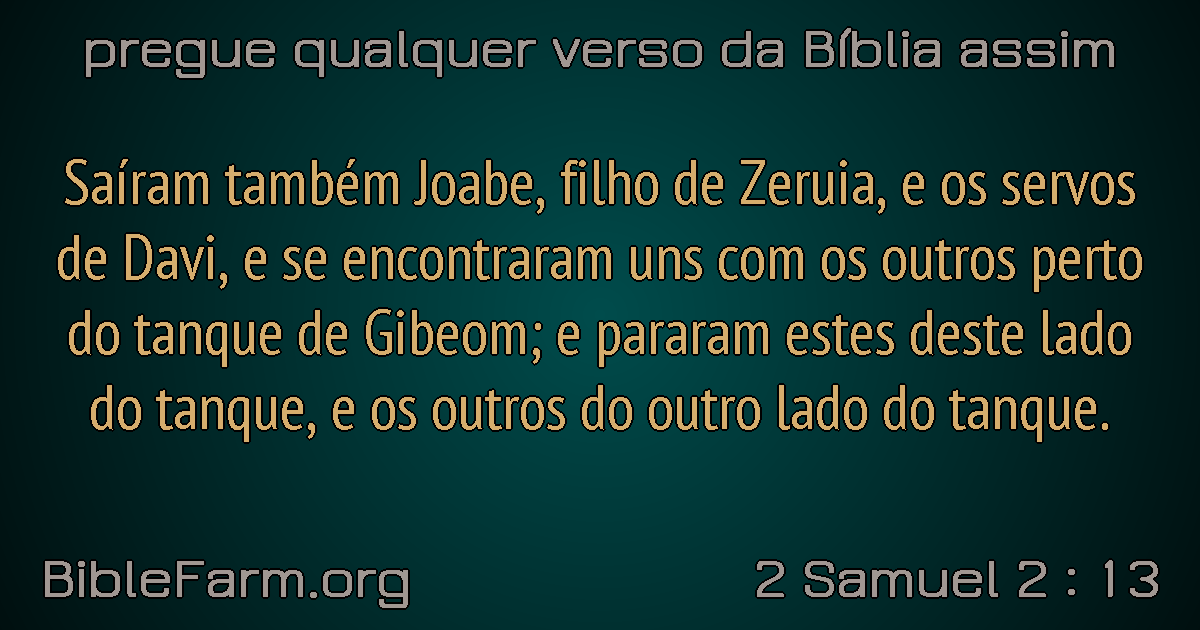 pregue qualquer verso da Bíblia assim
Saíram também Joabe, filho de Zeruia, e os servos
de Davi, e se encontraram uns com os outros perto
do tanque de Gibeom; e pararam estes deste lado
do tanque, e os outros do outro lado do tanque.
BibleFarm.org
2 Samuel 2 : 13